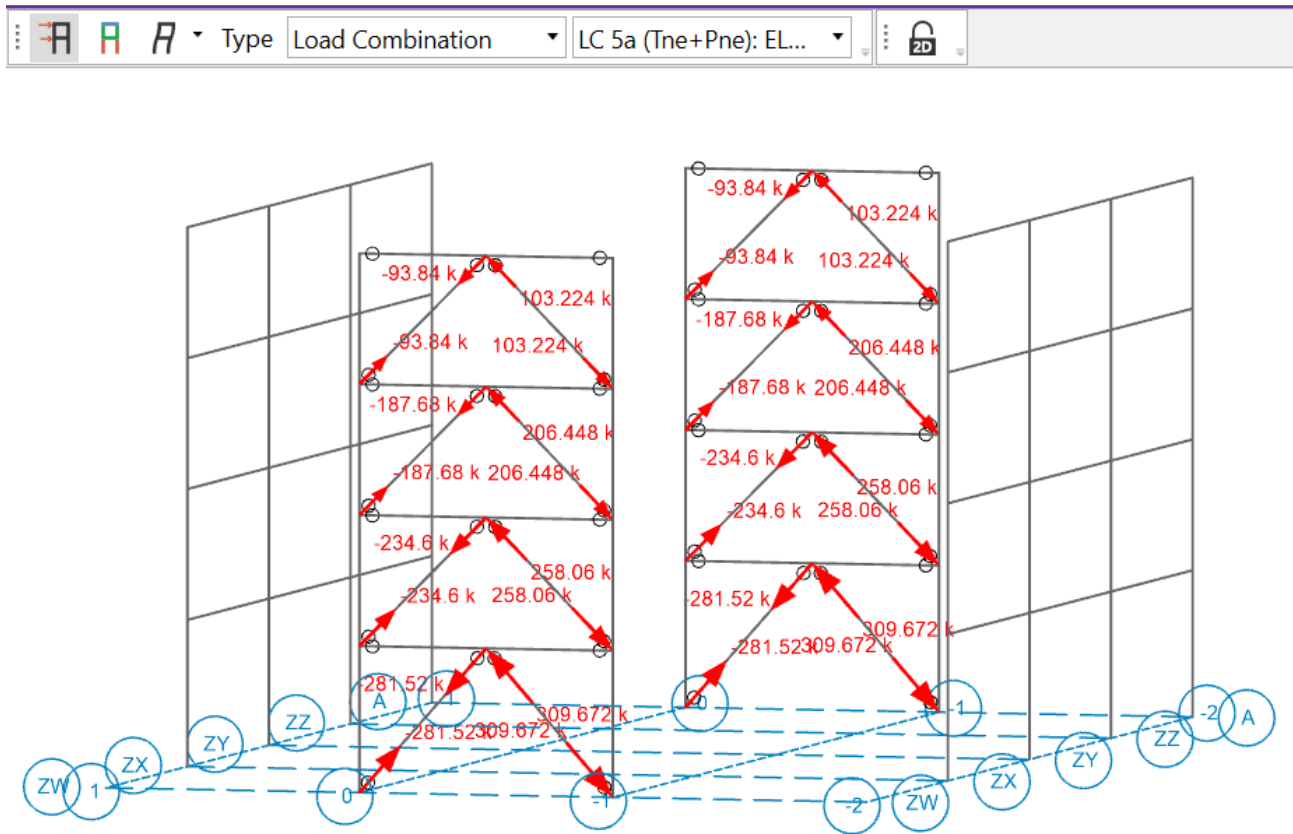 Type Load Combination LC 5a (Tne+Pne): EL... 2D
-93.84 k 103.224 k
-93.84 k 103.224 k
-187.68 k 206.448 k
-187.68 k 206.448 k
-234.6 k 258.06 k
-234.6 k 258.06 k
-281.52 k 309.672 k
-281.52 k 309.672 k
-93.84 k 103.224 k
-93.84 k 103.224 k
-187.68 k 206.448 k
-187.68 k 206.448 k
-234.6 k 258.06 k
-234.6 k 258.06 k
-281.52 k 309.672 k
-281.52 k 309.672 k
A 0 -1 -2 A
ZZ ZZ
ZY ZY
ZX ZX
ZW 1 0 -1 -2 ZW